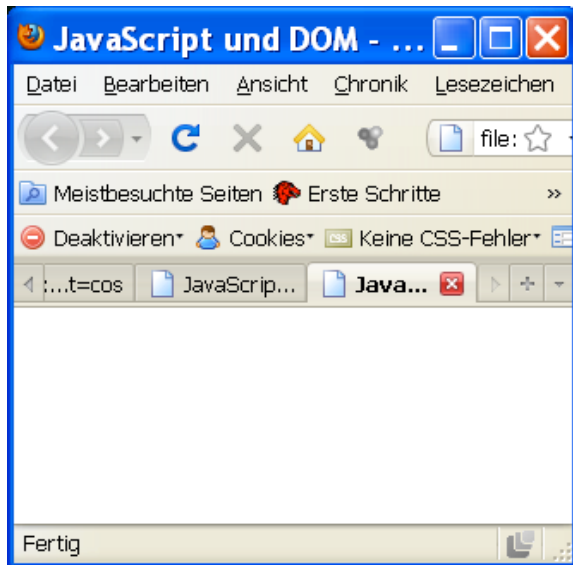 JavaScript und DOM - ...
Datei Bearbeiten Ansicht Chronik Lesezeichen
file:
Meistbesuchte Seiten Erste Schritte »
Deaktivieren Cookies CSS Keine CSS-Fehler
:...t=cos JavaScrip... Java...
Fertig